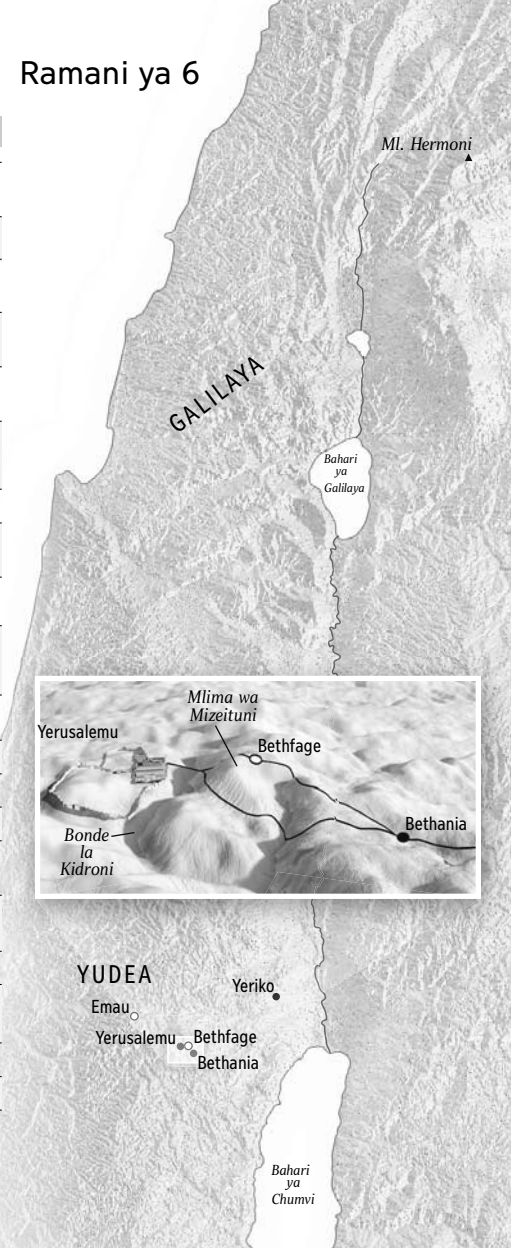 Ramani ya 6
Ml. Hermoni
GALILAYA
Bahari
ya
Galilaya
Mlima wa
Mizeituni
Yerusalemu
Bethfage
Bethania
Bonde
la
Kidroni
YUDEA
Yeriko
Emau
Yerusalemu
Bethfage
Bethania
Bahari
ya
Chumvi